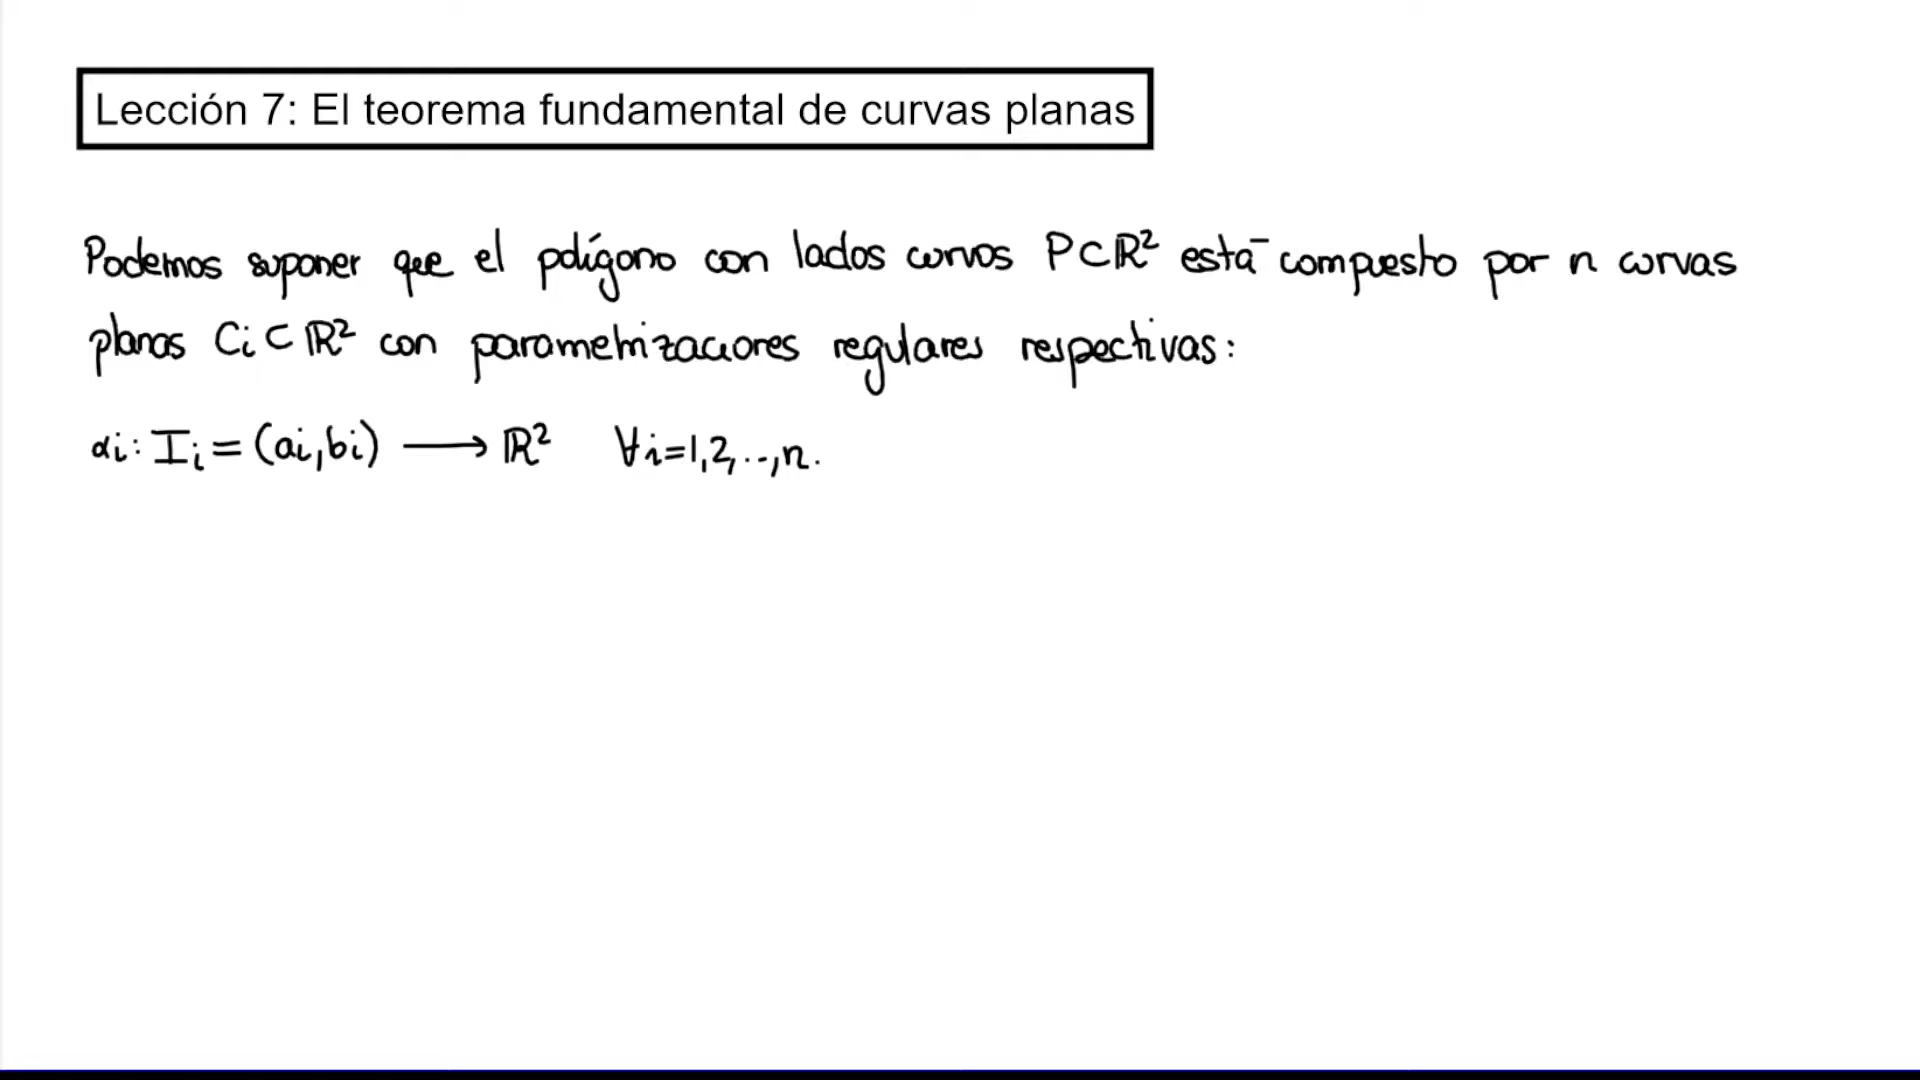 Lección 7: El teorema fundamental de curvas planas
Podemos suponer que el polígono con lados curvos P⊂ℝ² está compuesto por n curvas
planas Ci⊂ℝ² con parametrizaciones regulares respectivas:
αi: Ii = (ai,bi) ⟶ ℝ² ∀i=1,2,...,n.